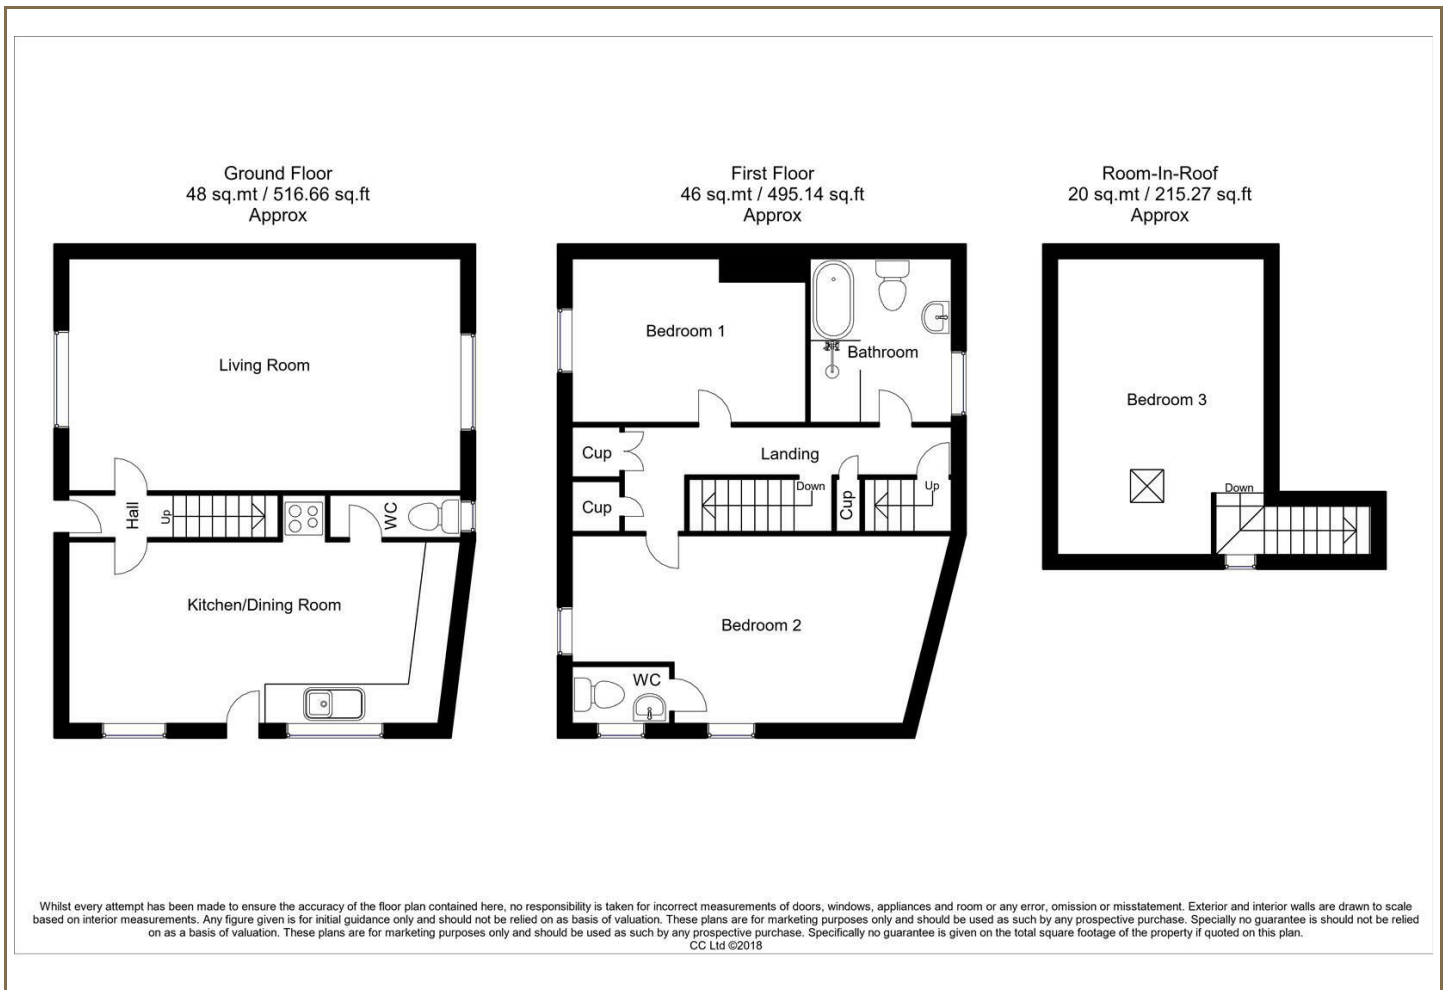 Ground Floor
48 sq.mt / 516.66 sq.ft
Approx
First Floor
46 sq.mt / 495.14 sq.ft
Approx
Room-In-Roof
20 sq.mt / 215.27 sq.ft
Approx
Living Room
Hall
Up
WC
Kitchen/Dining Room
Bedroom 1
Bathroom
Cup
Landing
Cup
Down
Cup
Up
Bedroom 2
WC
Bedroom 3
Down
Whilst every attempt has been made to ensure the accuracy of the floor plan contained here, no responsibility is taken for incorrect measurements of doors, windows, appliances and room or any error, omission or misstatement. Exterior and interior walls are drawn to scale
based on interior measurements. Any figure given is for initial guidance only and should not be relied on as basis of valuation. These plans are for marketing purposes only and should be used as such by any prospective purchase. Specially no guarantee is should not be relied
on as a basis of valuation. These plans are for marketing purposes only and should be used as such by any prospective purchase. Specifically no guarantee is given on the total square footage of the property if quoted on this plan.
CC Ltd ©2018